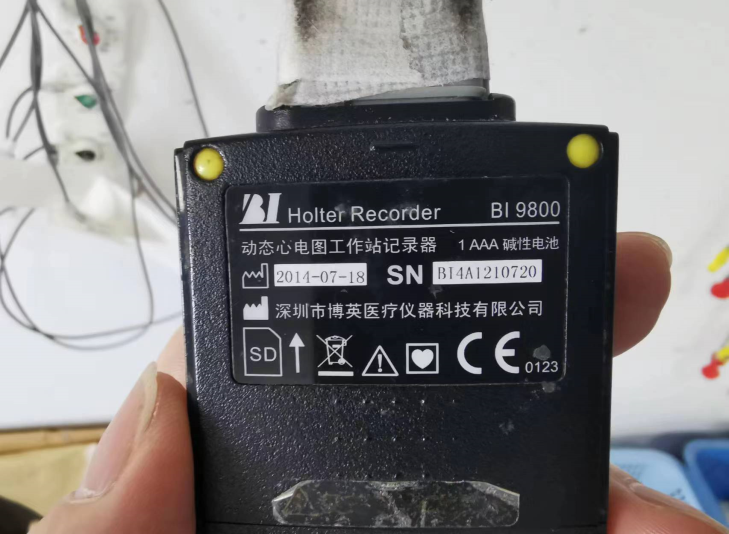 BI Holter Recorder BI 9800
动态心电图工作站记录器 1 AAA 碱性电池
2014-07-18 SN BI4A1210720
深圳市博英医疗仪器科技有限公司
SD CE 0123